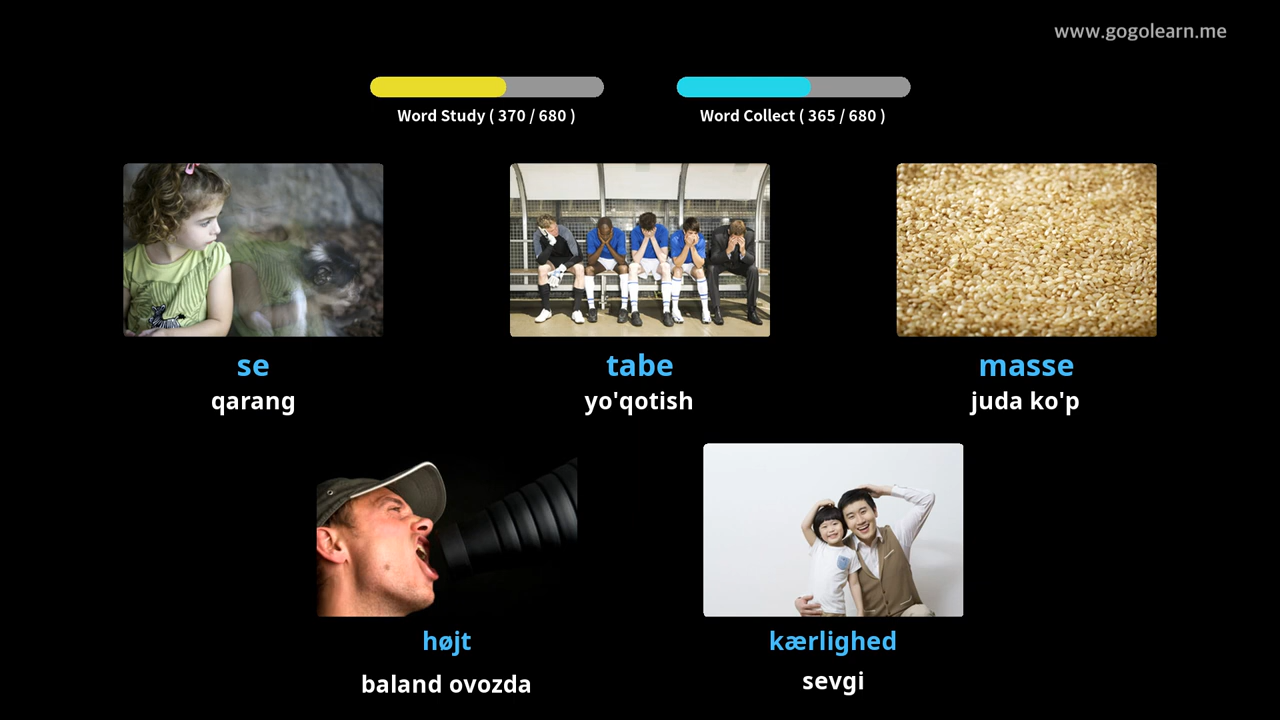 www.gogolearn.me
Word Study ( 370 / 680 )
Word Collect ( 365 / 680 )
se
qarang
tabe
yo'qotish
masse
juda ko'p
højt
baland ovozda
kærlighed
sevgi